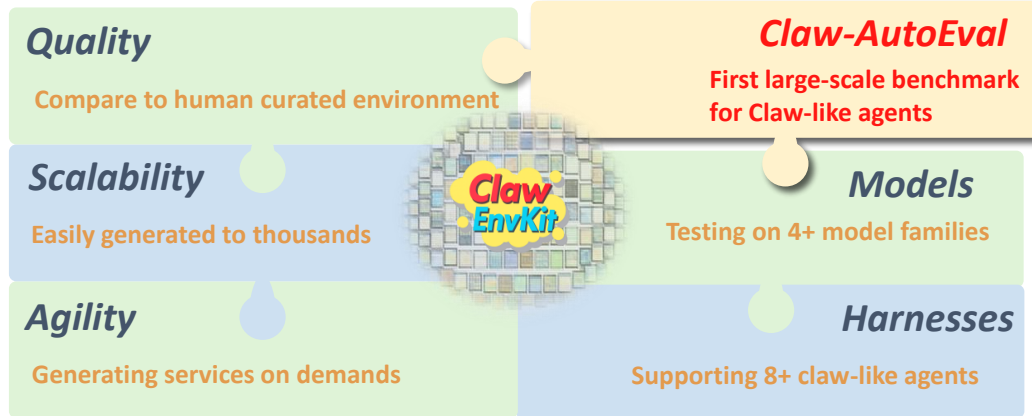 Quality
Compare to human curated environment
Scalability
Easily generated to thousands
Agility
Generating services on demands
Claw
EnvKit
Claw-AutoEval
First large-scale benchmark
for Claw-like agents
Models
Testing on 4+ model families
Harnesses
Supporting 8+ claw-like agents